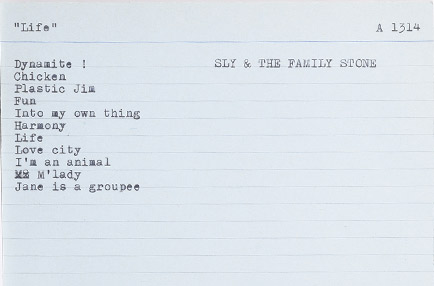 "Life" A 1314
Dynamite ! SLY & THE FAMILY STONE
Chicken
Plastic Jim
Fun
Into my own thing
Harmony
Life
Love city
I'm an animal
M'lady
Jane is a groupee